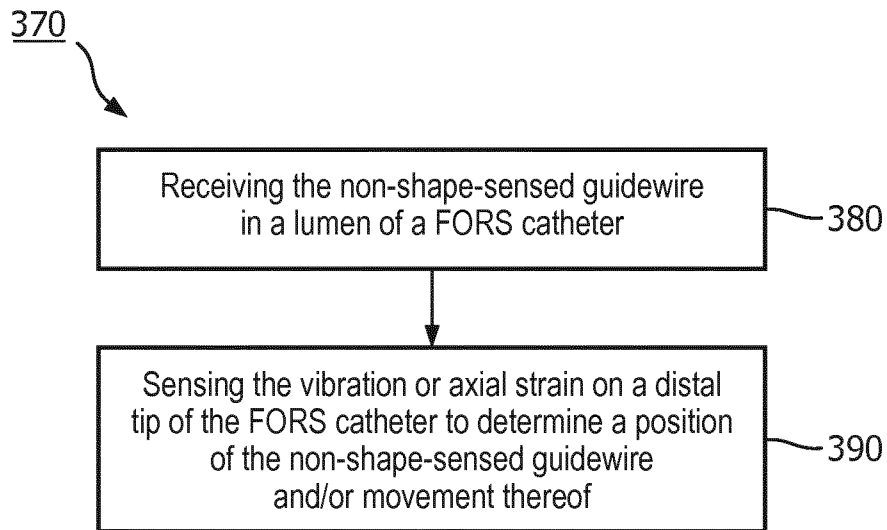 370
Receiving the non-shape-sensed guidewire
in a lumen of a FORS catheter
380
Sensing the vibration or axial strain on a distal
tip of the FORS catheter to determine a position
of the non-shape-sensed guidewire
and/or movement thereof
390